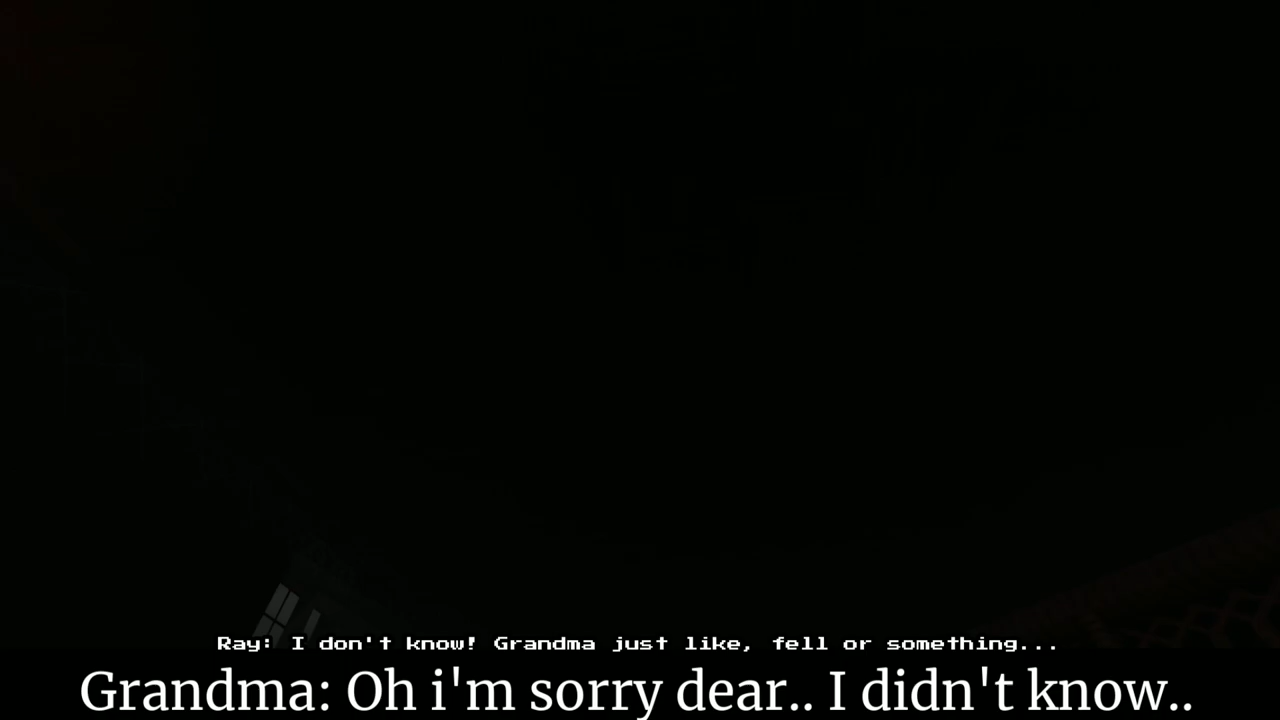 Ray: I don't know! Grandma just like, fell or something...
Grandma: Oh i'm sorry dear.. I didn't know..